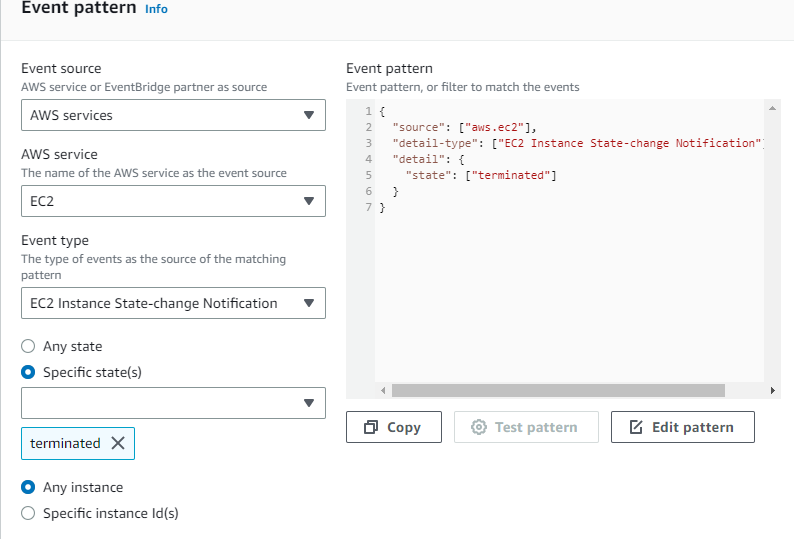 Event pattern Info
Event source
AWS service or EventBridge partner as source
AWS services
AWS service
The name of the AWS service as the event source
EC2
Event type
The type of events as the source of the matching
pattern
EC2 Instance State-change Notification
Any state
Specific state(s)
terminated
Any instance
Specific instance Id(s)
Event pattern
Event pattern, or filter to match the events
1 {
2 "source": ["aws.ec2"],
3 "detail-type": ["EC2 Instance State-change Notification"]
4 "detail": {
5 "state": ["terminated"]
6 }
7 }
Copy
Test pattern
Edit pattern